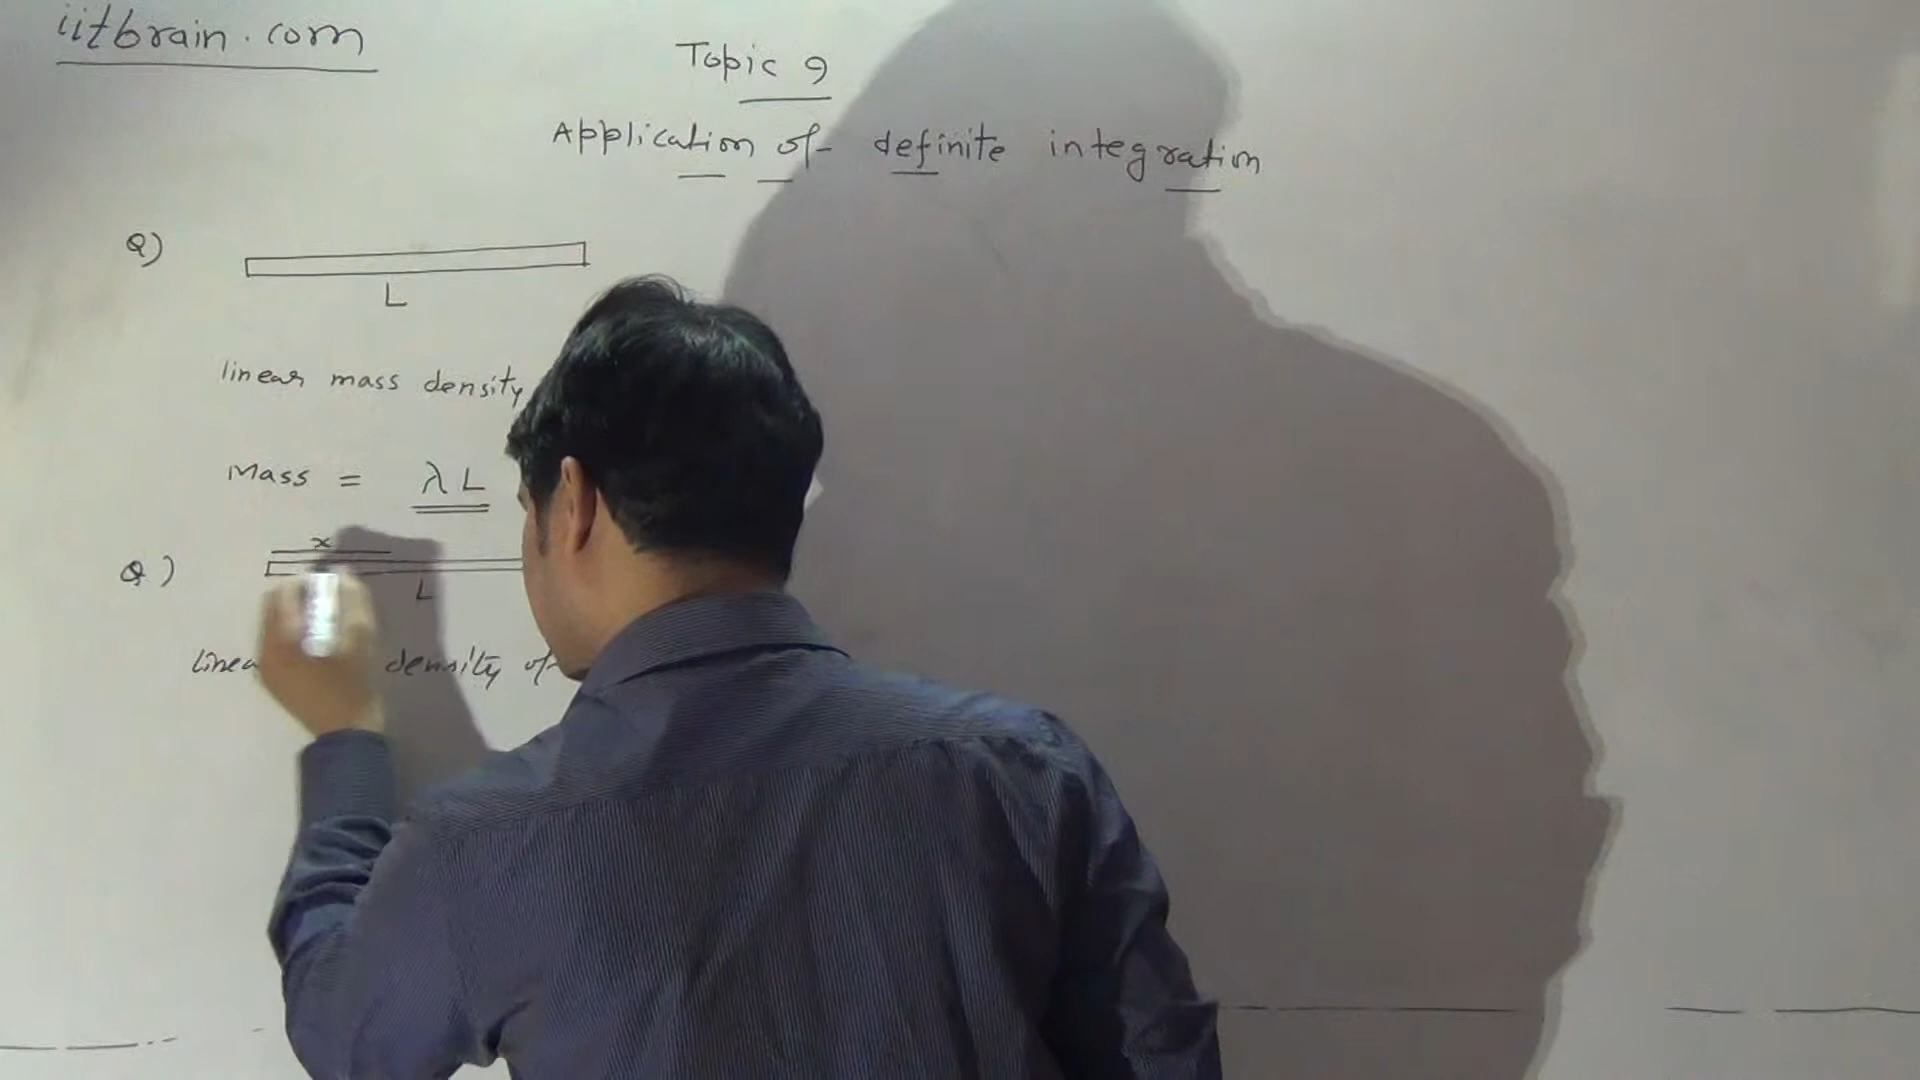 iitbrain.com
Topic 9
Application of definite integration
Q)
L
linear mass density
Mass = λL
x
Q)
L
density of